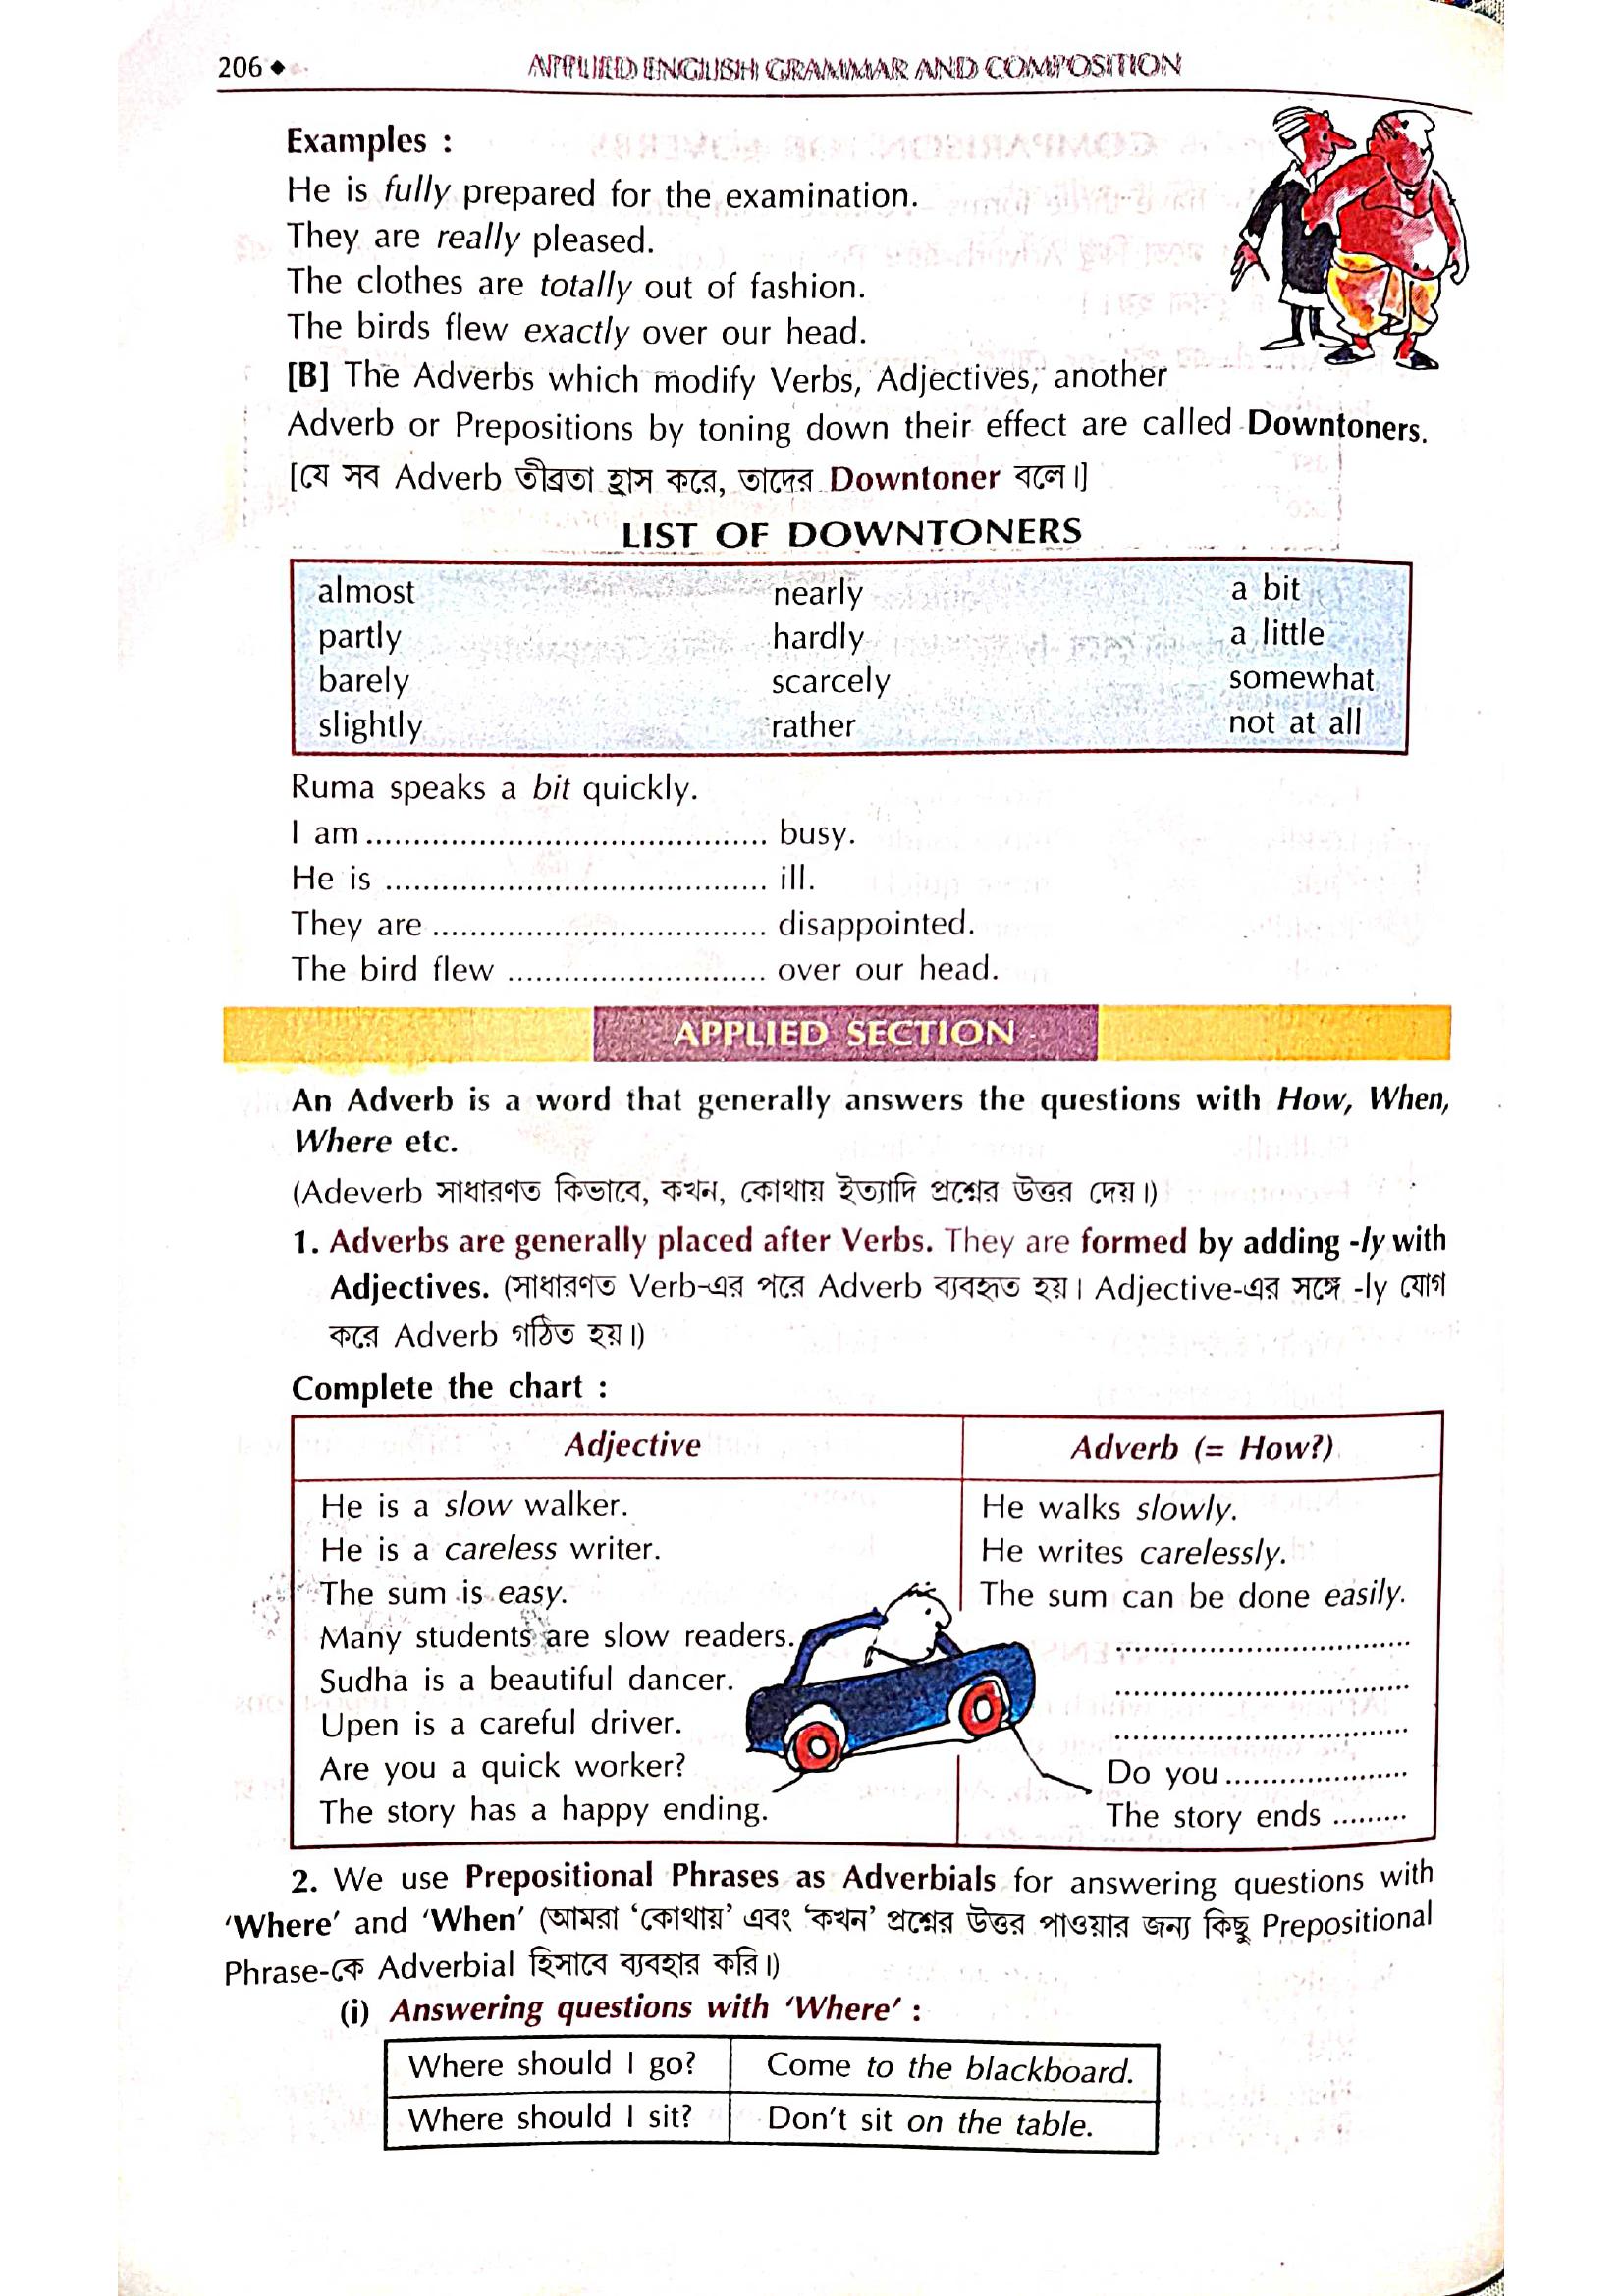 206 ◆ APPLIED ENGLISH GRAMMAR AND COMPOSITION
Examples :
He is fully prepared for the examination.
They are really pleased.
The clothes are totally out of fashion.
The birds flew exactly over our head.
[B] The Adverbs which modify Verbs, Adjectives, another
Adverb or Prepositions by toning down their effect are called Downtoners.
[যে সব Adverb তীব্রতা হ্রাস করে, তাদের Downtoner বলে।]
LIST OF DOWNTONERS
almost nearly a bit
partly hardly a little
barely scarcely somewhat
slightly rather not at all
Ruma speaks a bit quickly.
I am .......................................... busy.
He is ........................................ ill.
They are ................................... disappointed.
The bird flew ........................... over our head.
APPLIED SECTION
An Adverb is a word that generally answers the questions with How, When,
Where etc.
(Adeverb সাধারণত কিভাবে, কখন, কোথায় ইত্যাদি প্রশ্নের উত্তর দেয়।)
1. Adverbs are generally placed after Verbs. They are formed by adding -ly with
Adjectives. (সাধারণত Verb-এর পরে Adverb ব্যবহৃত হয়। Adjective-এর সঙ্গে -ly যোগ
করে Adverb গঠিত হয়।)
Complete the chart :
Adjective Adverb (= How?)
He is a slow walker. He walks slowly.
He is a careless writer. He writes carelessly.
The sum is easy. The sum can be done easily.
Many students are slow readers. ...............................
Sudha is a beautiful dancer. ...............................
Upen is a careful driver. ...............................
Are you a quick worker? Do you ...................
The story has a happy ending. The story ends .........
2. We use Prepositional Phrases as Adverbials for answering questions with
‘Where’ and ‘When’ (আমরা ‘কোথায়’ এবং ‘কখন’ প্রশ্নের উত্তর পাওয়ার জন্য কিছু Prepositional
Phrase-কে Adverbial হিসাবে ব্যবহার করি।)
(i) Answering questions with ‘Where’ :
Where should I go? Come to the blackboard.
Where should I sit? Don’t sit on the table.